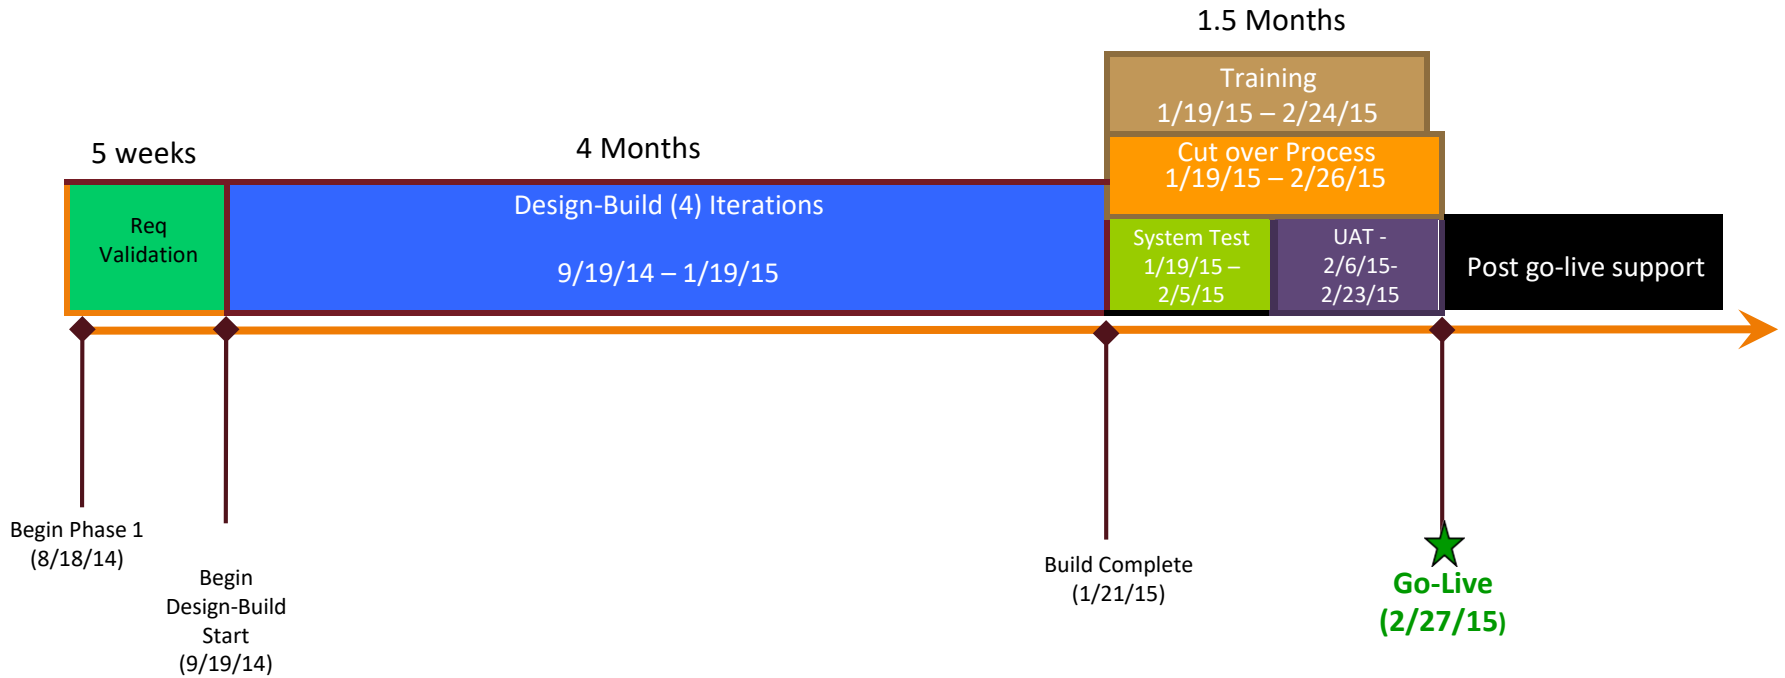 1.5 Months
Training
1/19/15 – 2/24/15
5 weeks
4 Months
Cut over Process
1/19/15 – 2/26/15
Req
Validation
Design-Build (4) Iterations
9/19/14 – 1/19/15
System Test
1/19/15 –
2/5/15
UAT -
2/6/15-
2/23/15
Post go-live support
Begin Phase 1
(8/18/14)
Begin
Design-Build
Start
(9/19/14)
Build Complete
(1/21/15)
Go-Live
(2/27/15)